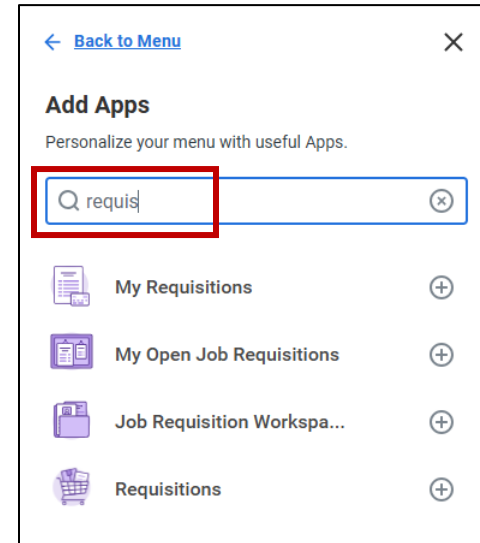 Back to Menu
Add Apps
Personalize your menu with useful Apps.
requis
My Requisitions
My Open Job Requisitions
Job Requisition Workspa...
Requisitions